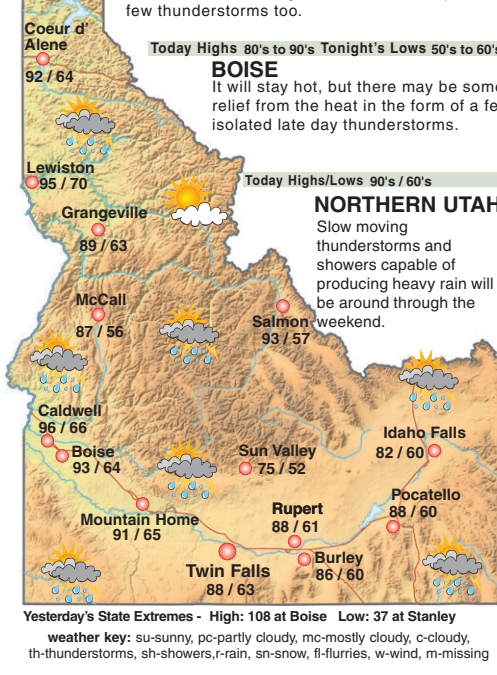 few thunderstorms too.
Today Highs 80's to 90's Tonight's Lows 50's to 60's
BOISE
It will stay hot, but there may be some
relief from the heat in the form of a fe
isolated late day thunderstorms.
Today Highs/Lows 90's / 60's
NORTHERN UTAH
Slow moving
thunderstorms and
showers capable of
producing heavy rain will
be around through the
weekend.
Coeur d'
Alene
92 / 64
Lewiston
95 / 70
Grangeville
89 / 63
McCall
87 / 56
Salmon
93 / 57
Caldwell
96 / 66
Boise
93 / 64
Sun Valley
75 / 52
Idaho Falls
82 / 60
Pocatello
88 / 60
Mountain Home
91 / 65
Rupert
88 / 61
Burley
86 / 60
Twin Falls
88 / 63
Yesterday's State Extremes - High: 108 at Boise Low: 37 at Stanley
weather key: su-sunny, pc-partly cloudy, mc-mostly cloudy, c-cloudy,
th-thunderstorms, sh-showers,r-rain, sn-snow, fl-flurries, w-wind, m-missing